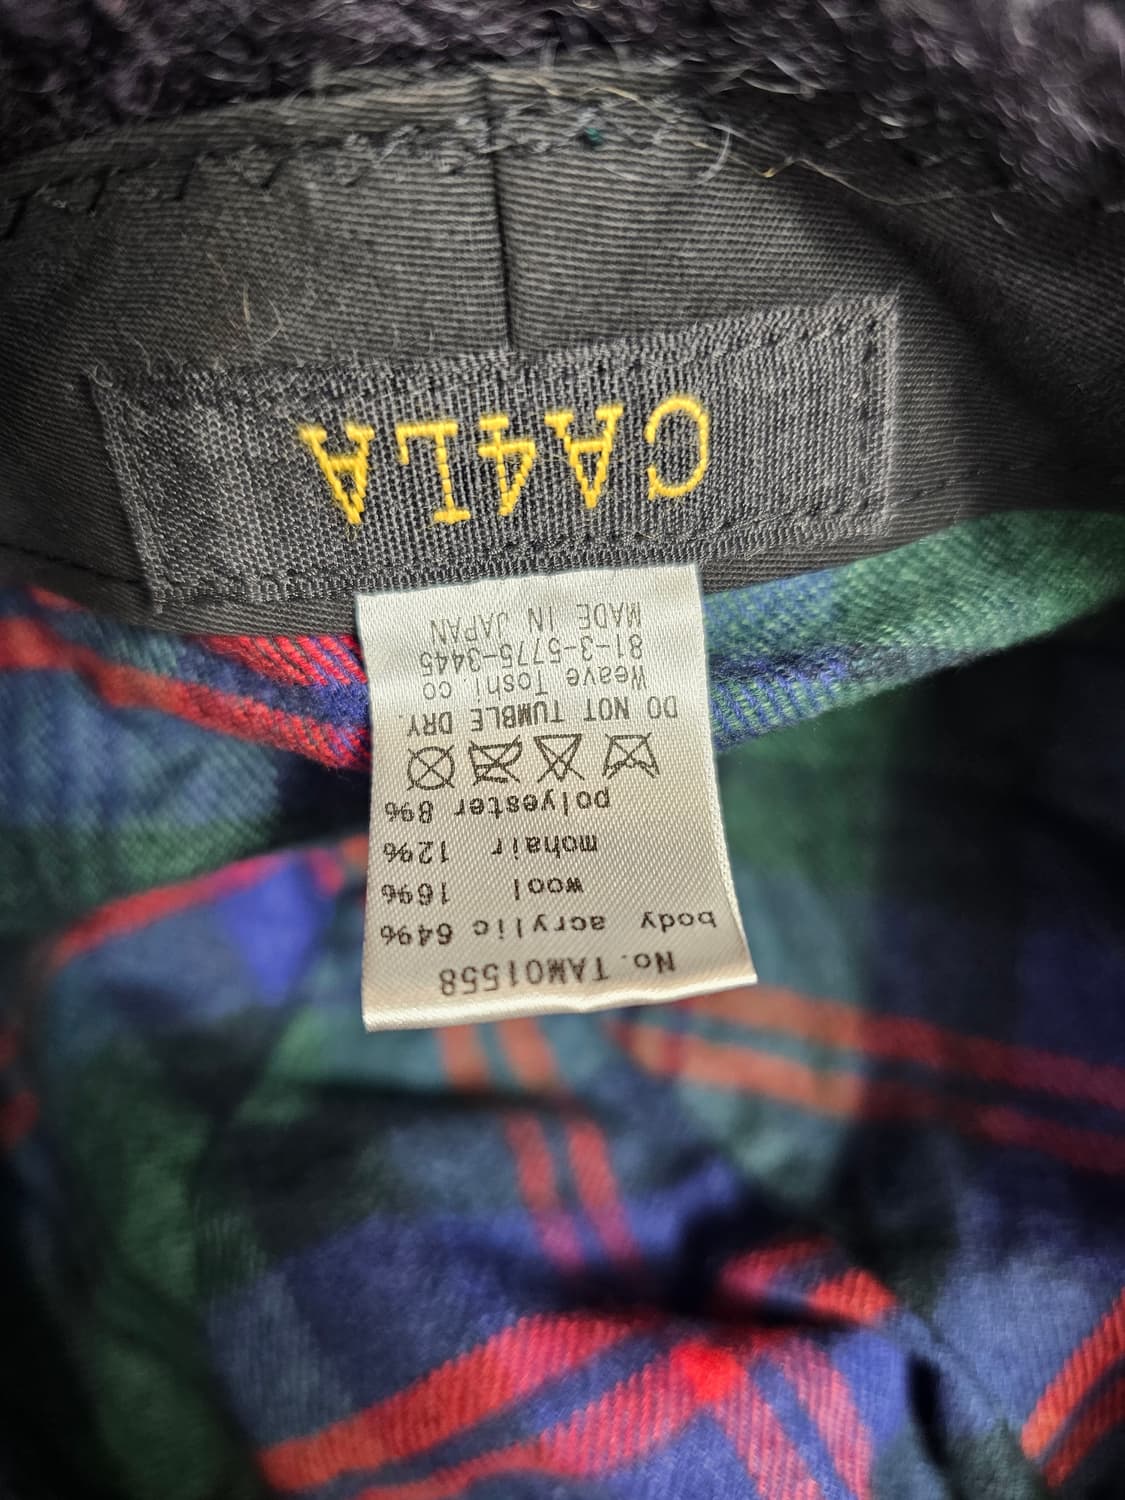 CA4LA
No. TAM01558
body acrylic 64%
wool 16%
mohair 12%
polyester 8%
DO NOT TUMBLE DRY.
Weave Toshi.co
81-3-5775-3445
MADE IN JAPAN